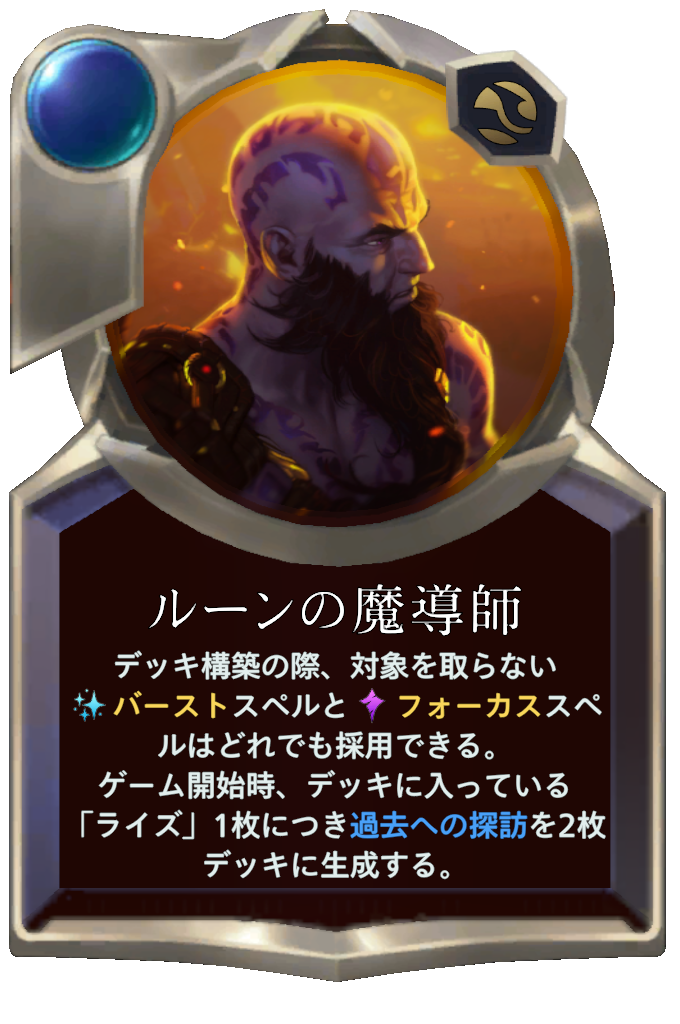 ルーンの魔導師
デッキ構築の際、対象を取らない
バーストスペルと フォーカススペ
ルはどれでも採用できる。
ゲーム開始時、デッキに入っている
「ライズ」1枚につき過去への探訪を2枚
デッキに生成する。